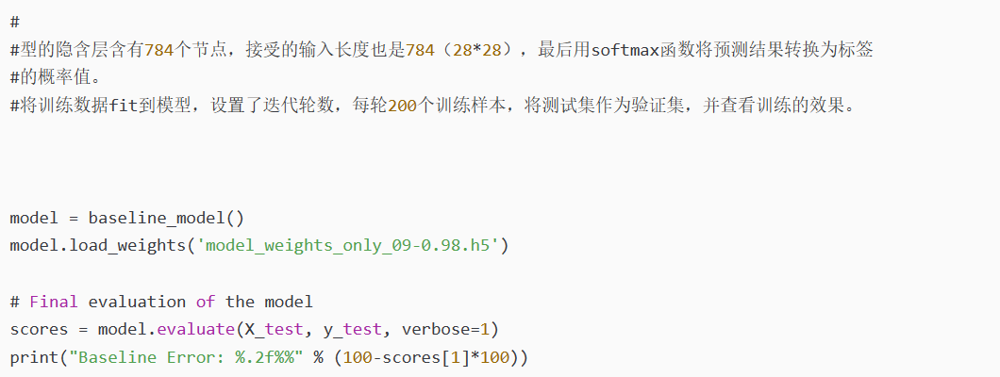 #
#型的隐含层含有784个节点，接受的输入长度也是784（28*28），最后用softmax函数将预测结果转换为标签
#的概率值。
#将训练数据fit到模型，设置了迭代轮数，每轮200个训练样本，将测试集作为验证集，并查看训练的效果。
model = baseline_model()
model.load_weights('model_weights_only_09-0.98.h5')
# Final evaluation of the model
scores = model.evaluate(X_test, y_test, verbose=1)
print("Baseline Error: %.2f%%" % (100-scores[1]*100))